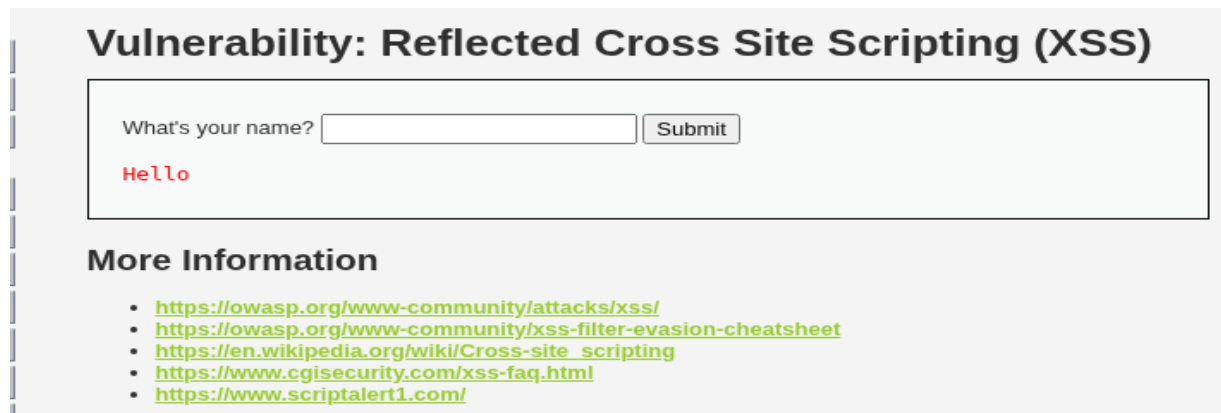 Vulnerability: Reflected Cross Site Scripting (XSS)
What's your name? Submit
Hello
More Information
https://owasp.org/www-community/attacks/xss/
https://owasp.org/www-community/xss-filter-evasion-cheatsheet
https://en.wikipedia.org/wiki/Cross-site_scripting
https://www.cgisecurity.com/xss-faq.html
https://www.scriptalert1.com/